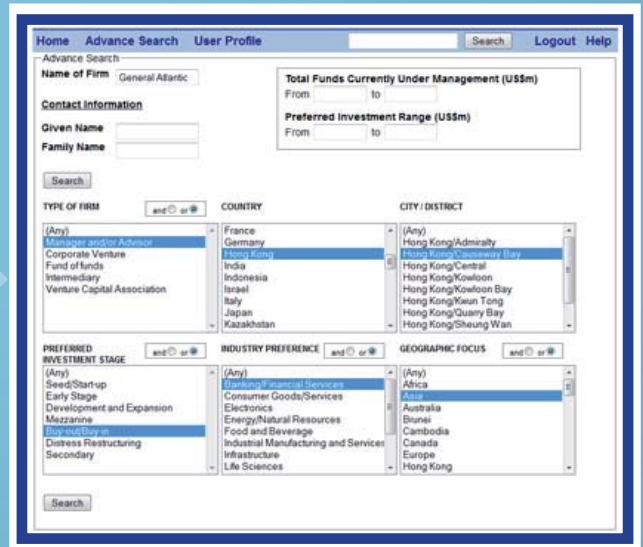 Home Advance Search User Profile Search Logout Help
Advance Search
Name of Firm General Atlantic
Total Funds Currently Under Management (US$m)
From to
Contact Information
Preferred Investment Range (US$m)
Given Name
From to
Family Name
Search
TYPE OF FIRM and or COUNTRY CITY / DISTRICT
(Any) France (Any)
Manager and/or Advisor Germany Hong Kong/Admiralty
Corporate Venture Hong Kong Hong Kong/Causeway Bay
Fund of funds India Hong Kong/Central
Intermediary Indonesia Hong Kong/Kowloon
Venture Capital Association Israel Hong Kong/Kowloon Bay
Italy Hong Kong/Kwun Tong
Japan Hong Kong/Quarry Bay
Kazakhstan Hong Kong/Sheung Wan
PREFERRED INVESTMENT STAGE and or INDUSTRY PREFERENCE and or GEOGRAPHIC FOCUS and or
(Any) (Any) (Any)
Seed/Start-up Banking/Financial Services Africa
Early Stage Consumer Goods/Services Asia
Development and Expansion Electronics Australia
Mezzanine Energy/Natural Resources Brunei
Buy-out/Buy in Food and Beverage Cambodia
Distress Restructuring Industrial Manufacturing and Services Canada
Secondary Infrastructure Europe
Life Sciences Hong Kong
Search